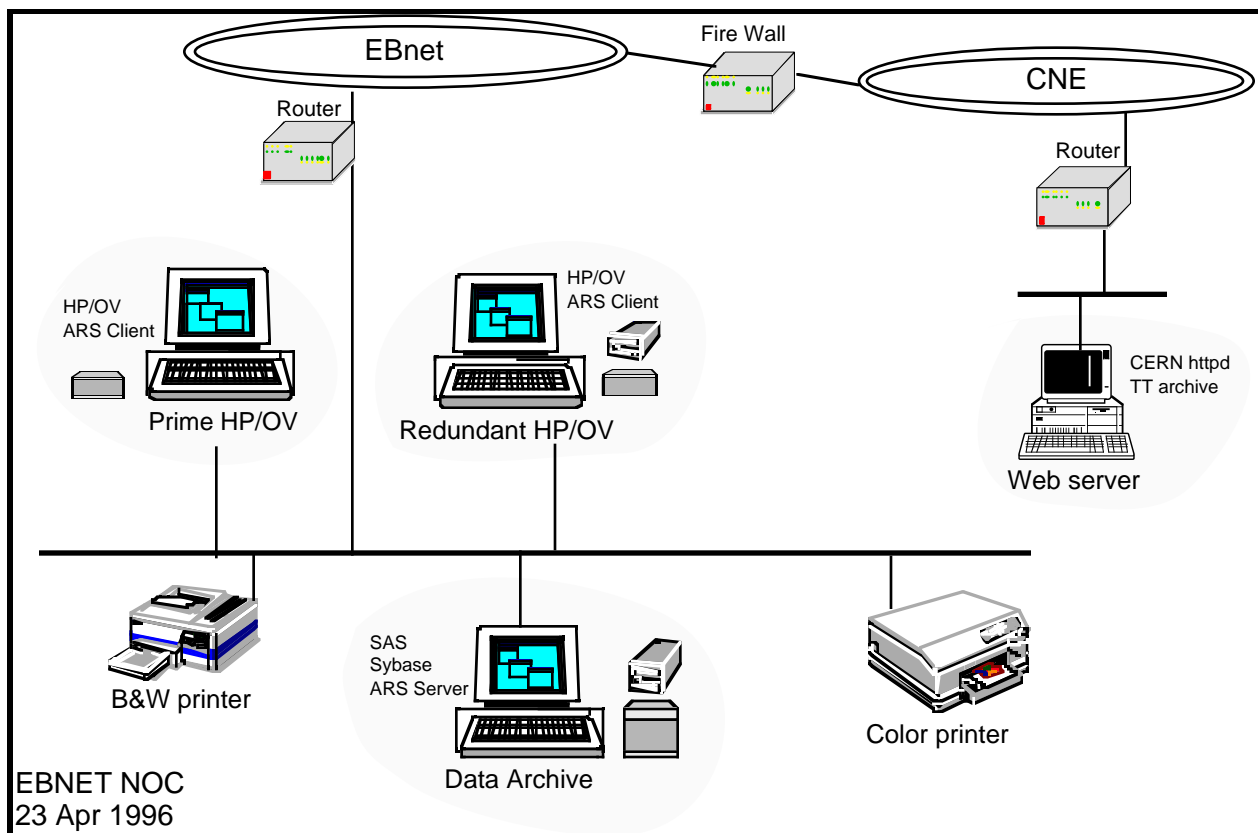 EBnet
Fire Wall
CNE
Router
Router
HP/OV
ARS Client
HP/OV
ARS Client
CERN httpd
TT archive
Prime HP/OV
Redundant HP/OV
Web server
SAS
Sybase
ARS Server
B&W printer
Color printer
Data Archive
EBNET NOC
23 Apr 1996